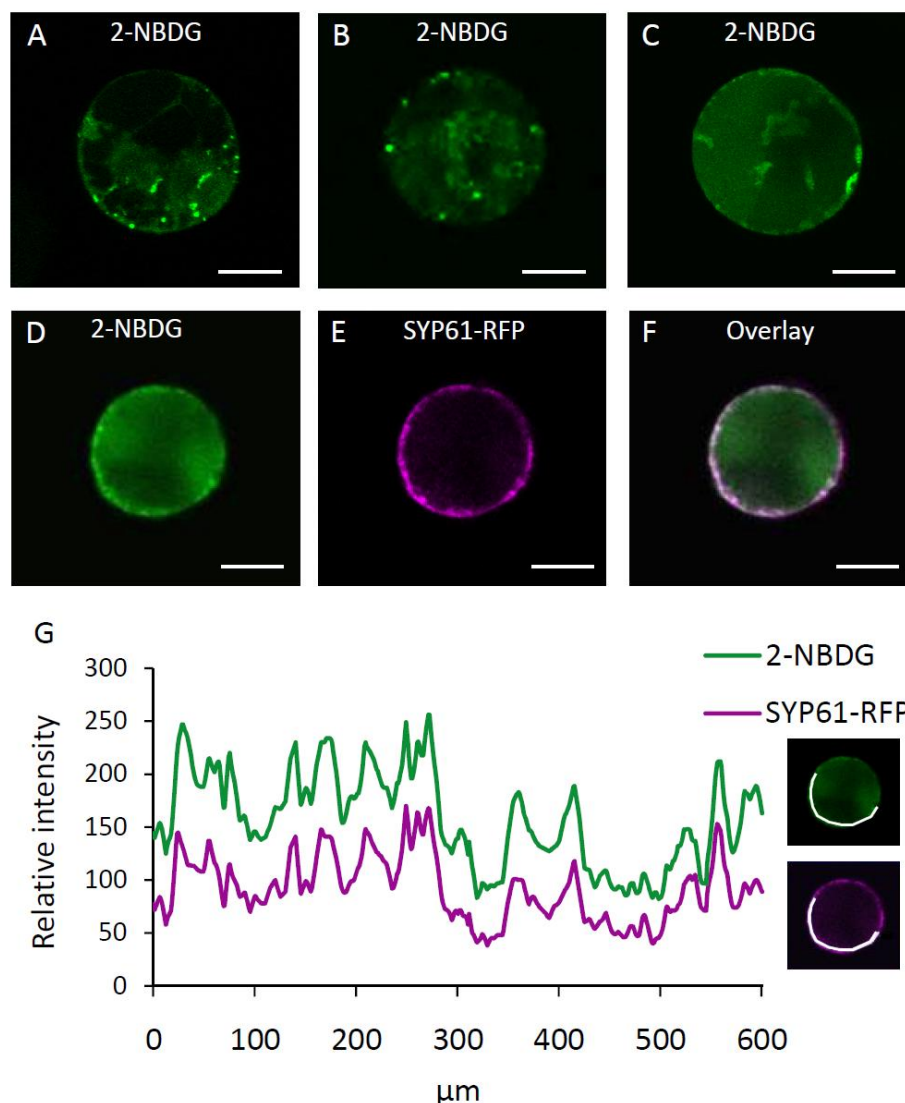 A 2-NBDG
B 2-NBDG
C 2-NBDG
D 2-NBDG
E SYP61-RFP
F Overlay
G
2-NBDG
SYP61-RFP
Relative intensity
300
250
200
150
100
50
0
0 100 200 300 400 500 600
µm